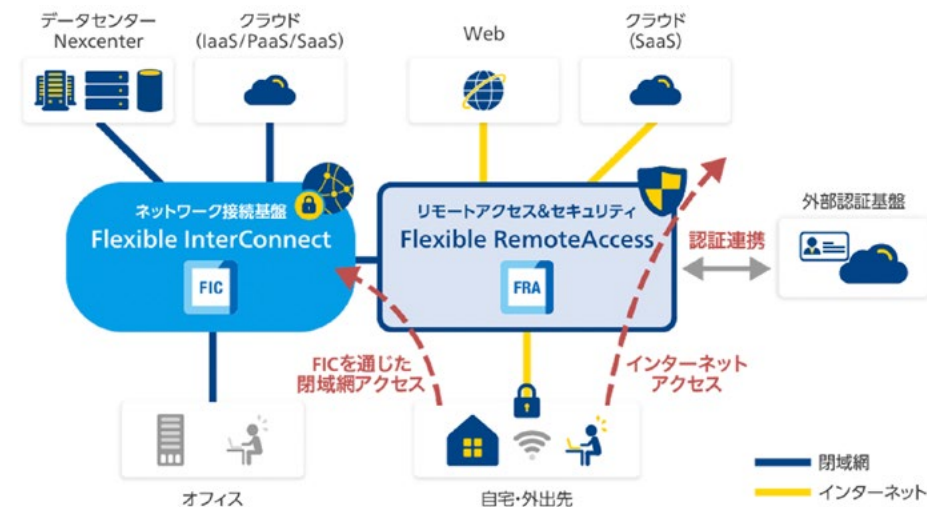 データセンター
Nexcenter
クラウド
(IaaS/PaaS/SaaS)
Web
クラウド
(SaaS)
ネットワーク接続基盤
Flexible InterConnect
FIC
リモートアクセス&セキュリティ
Flexible RemoteAccess
FRA
認証連携
外部認証基盤
FICを通じた
閉域網アクセス
インターネット
アクセス
オフィス
自宅・外出先
閉域網
インターネット